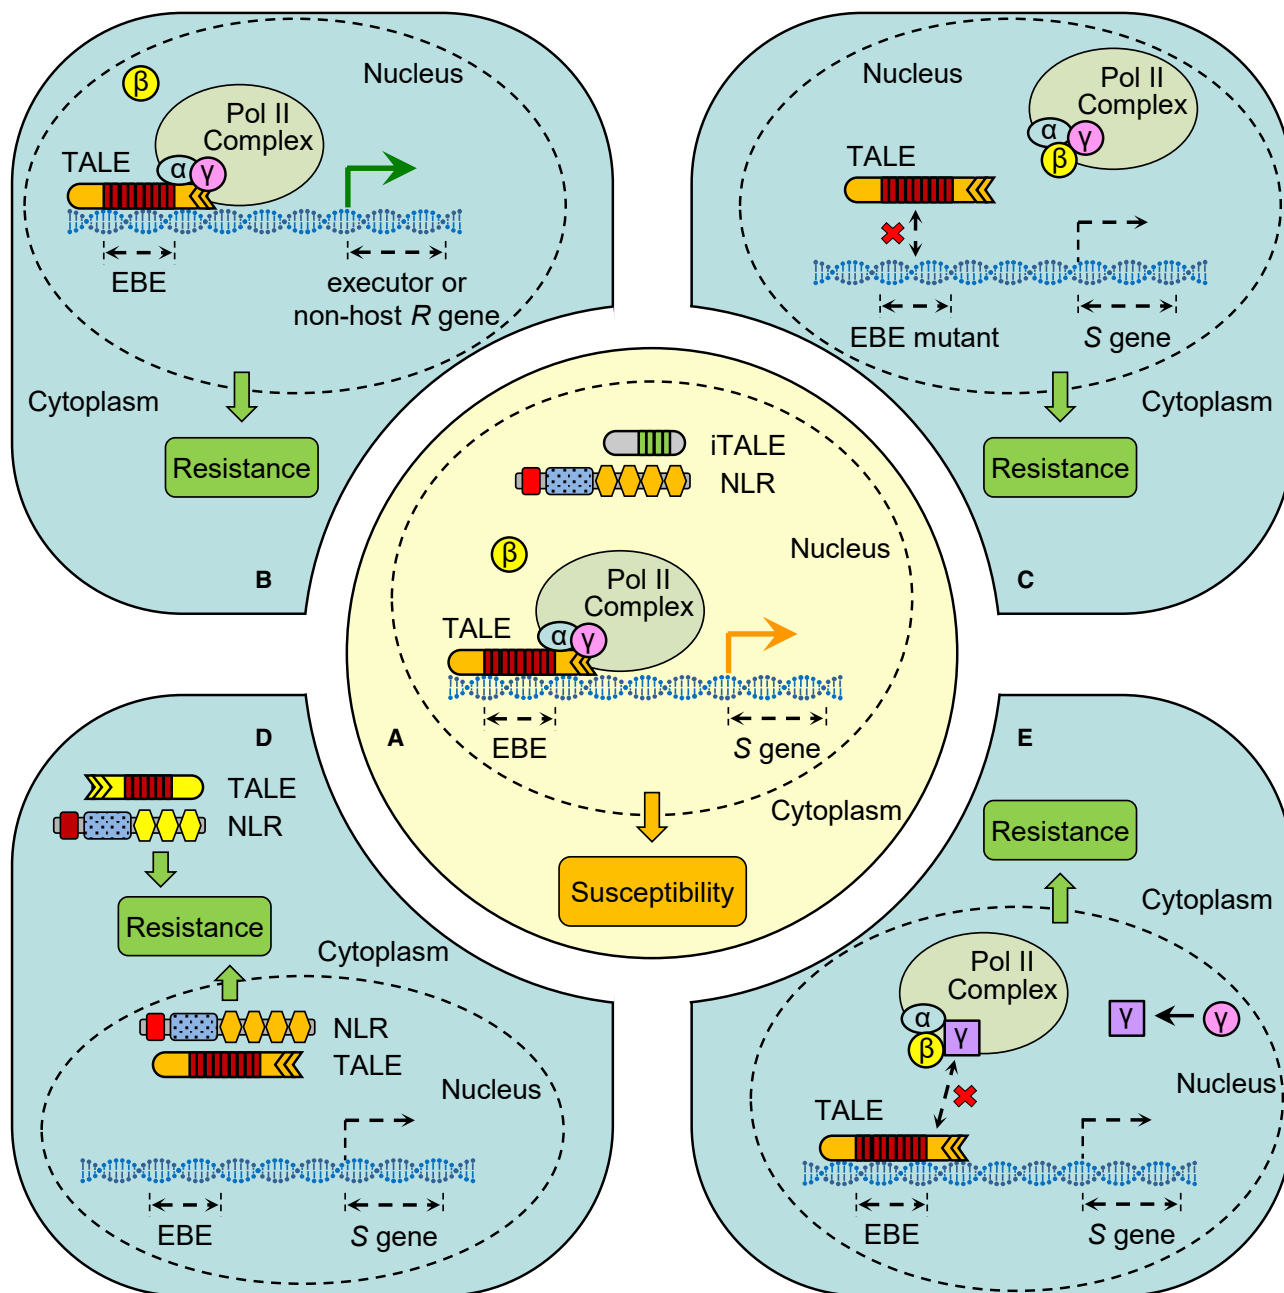 β
Nucleus
Pol II
Complex
TALE
α
γ
EBE
executor or
non-host R gene
Cytoplasm
Resistance
B
Nucleus
Pol II
Complex
α
γ
β
TALE
EBE mutant
S gene
Cytoplasm
Resistance
C
iTALE
NLR
Nucleus
β
Pol II
Complex
TALE
α
γ
EBE
S gene
A
Cytoplasm
Susceptibility
D
TALE
NLR
Resistance
Cytoplasm
NLR
TALE
Nucleus
EBE
S gene
E
Resistance
Cytoplasm
Pol II
Complex
α
β
γ
γ
γ
Nucleus
TALE
EBE
S gene